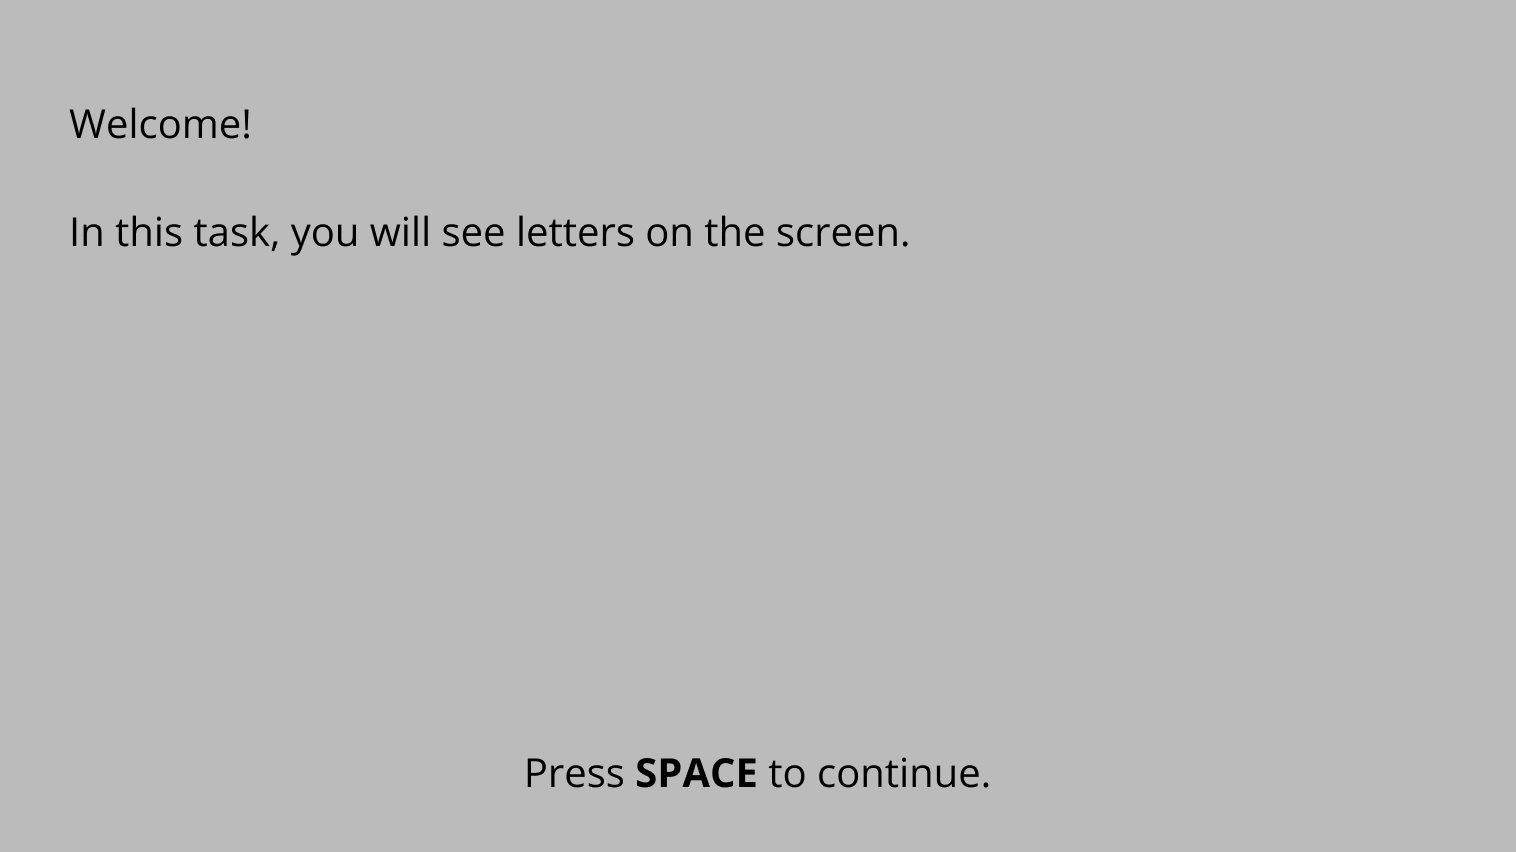 Welcome!
In this task, you will see letters on the screen.
Press SPACE to continue.